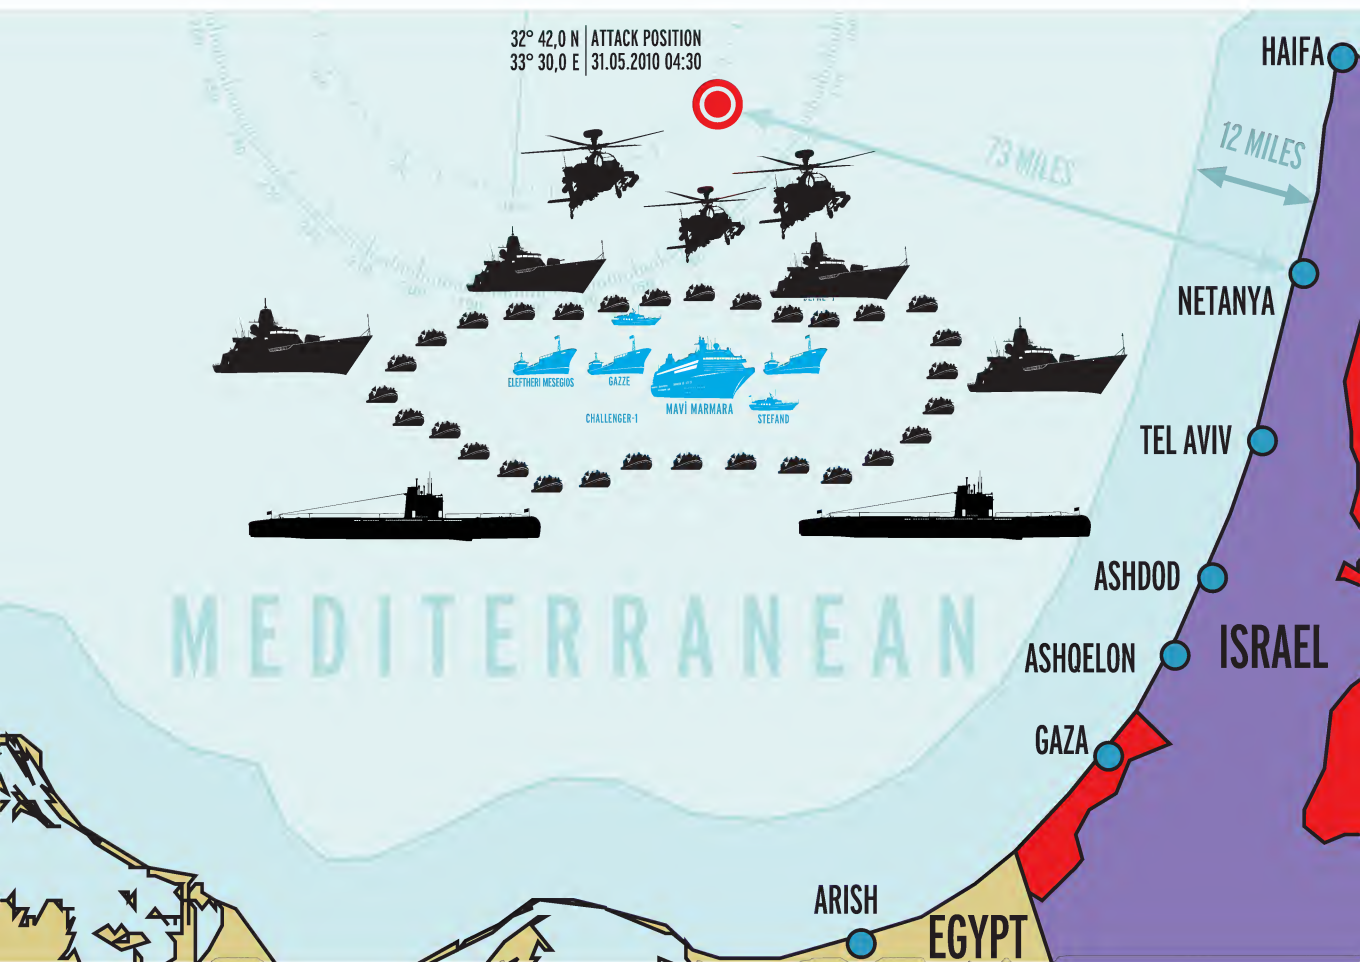 32° 42,0 N | ATTACK POSITION
33° 30,0 E | 31.05.2010 04:30
HAIFA
12 MILES
73 MILES
NETANYA
ELEFTHERI MESEGIOS
GAZZE
MAVİ MARMARA
CHALLENGER-1
STEFAND
TEL AVIV
ASHDOD
MEDITERRANEAN
ASHQELON
ISRAEL
GAZA
ARISH
EGYPT